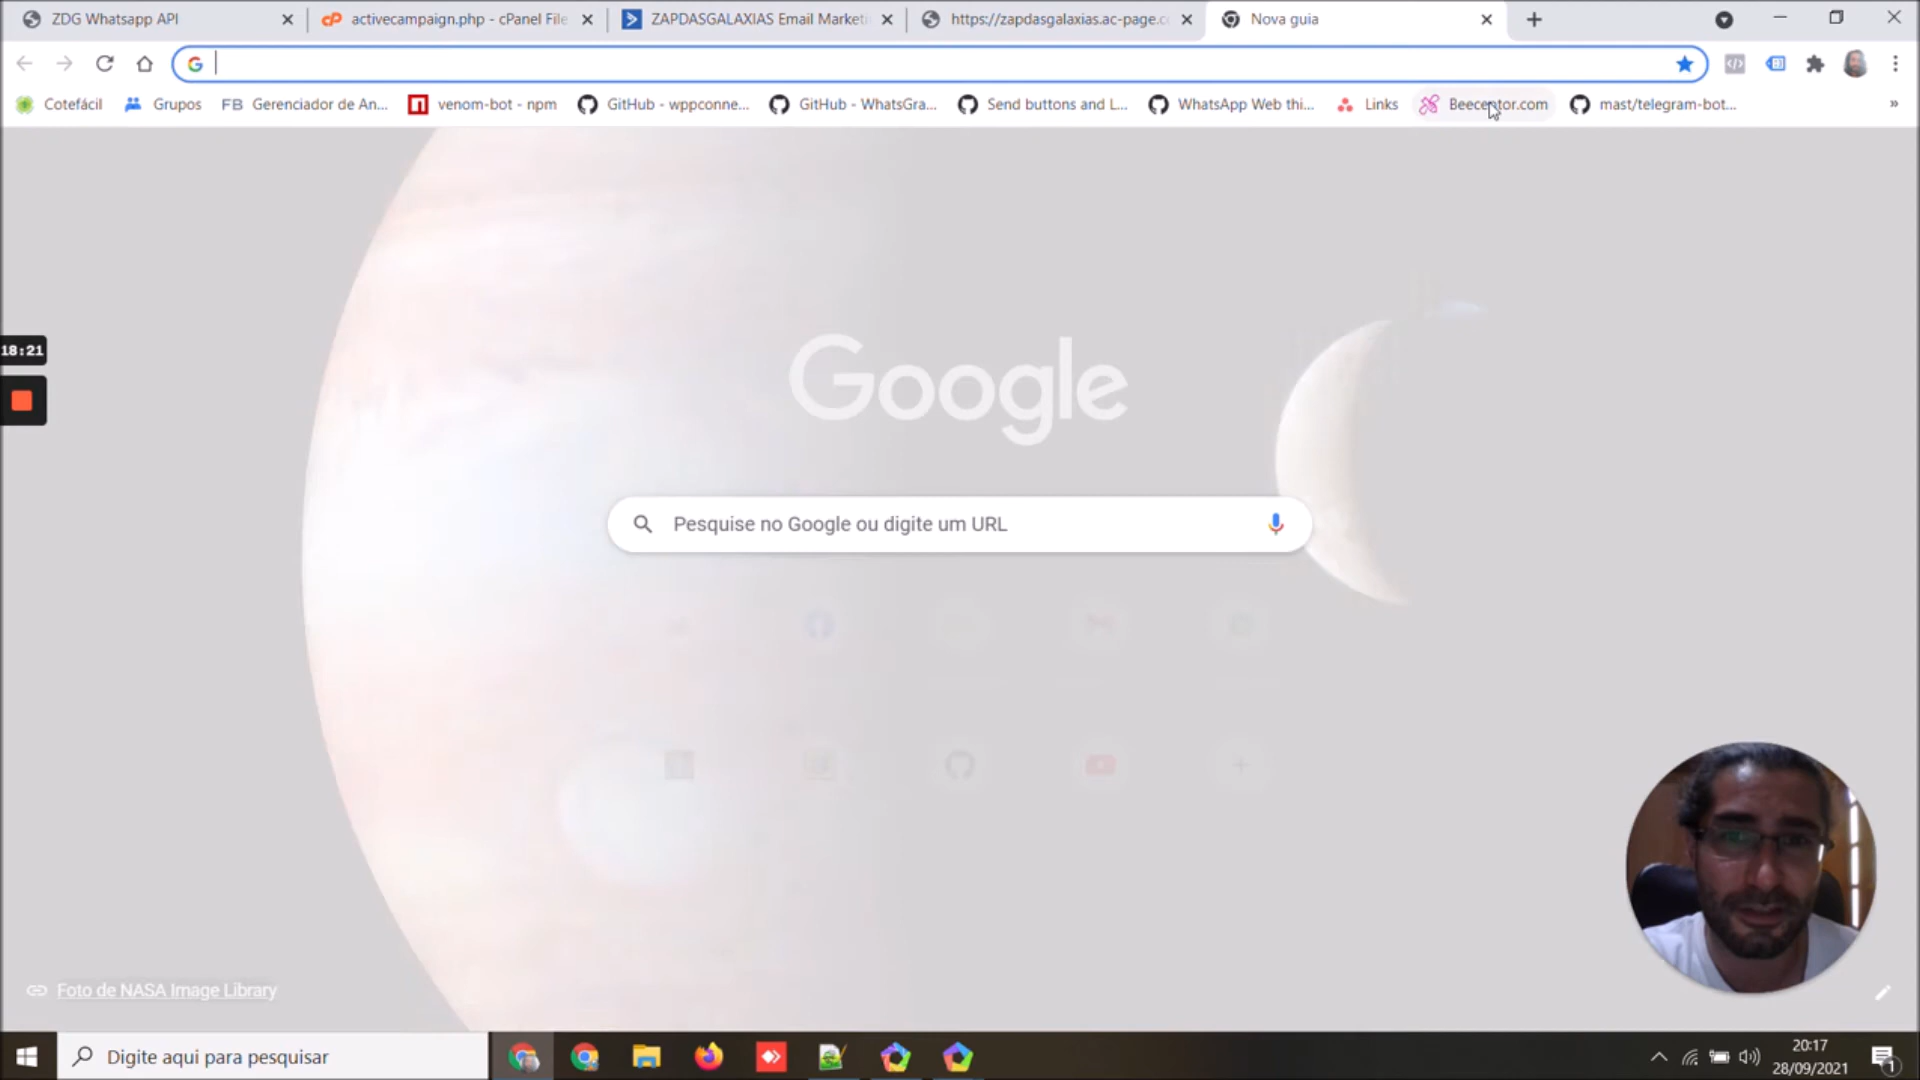 ZDG Whatsapp API
activecampaign.php - cPanel File
ZAPDASGALAXIAS Email Marketi
https://zapdasgalaxias.ac-page.c
Nova guia
Cotefácil
Grupos
FB Gerenciador de An...
venom-bot - npm
GitHub - wppconne...
GitHub - WhatsGra...
Send buttons and L...
WhatsApp Web thi...
Links
Beeceptor.com
mast/telegram-bot...
»
18:21
Google
Pesquise no Google ou digite um URL
Foto de NASA Image Library
Digite aqui para pesquisar
20:17
28/09/2021
1